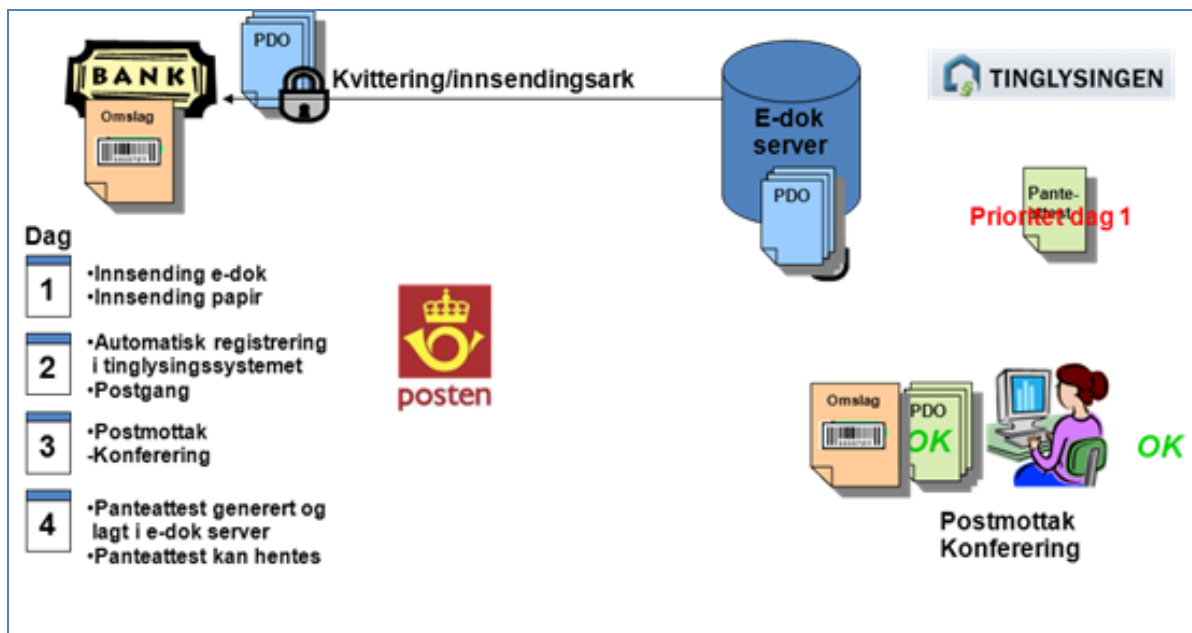 PDO
BANK
Omslag
Kvittering/innsendingsark
E-dok
server
PDO
TINGLYSINGEN
Pante-
attest
Prioritet dag 1
Dag
1
•Innsending e-dok
•Innsending papir
2
•Automatisk registrering
i tinglysingssystemet
•Postgang
3
•Postmottak
-Konferering
4
•Panteattest generert og
lagt i e-dok server
•Panteattest kan hentes
posten
Omslag
PDO
OK
OK
Postmottak
Konferering